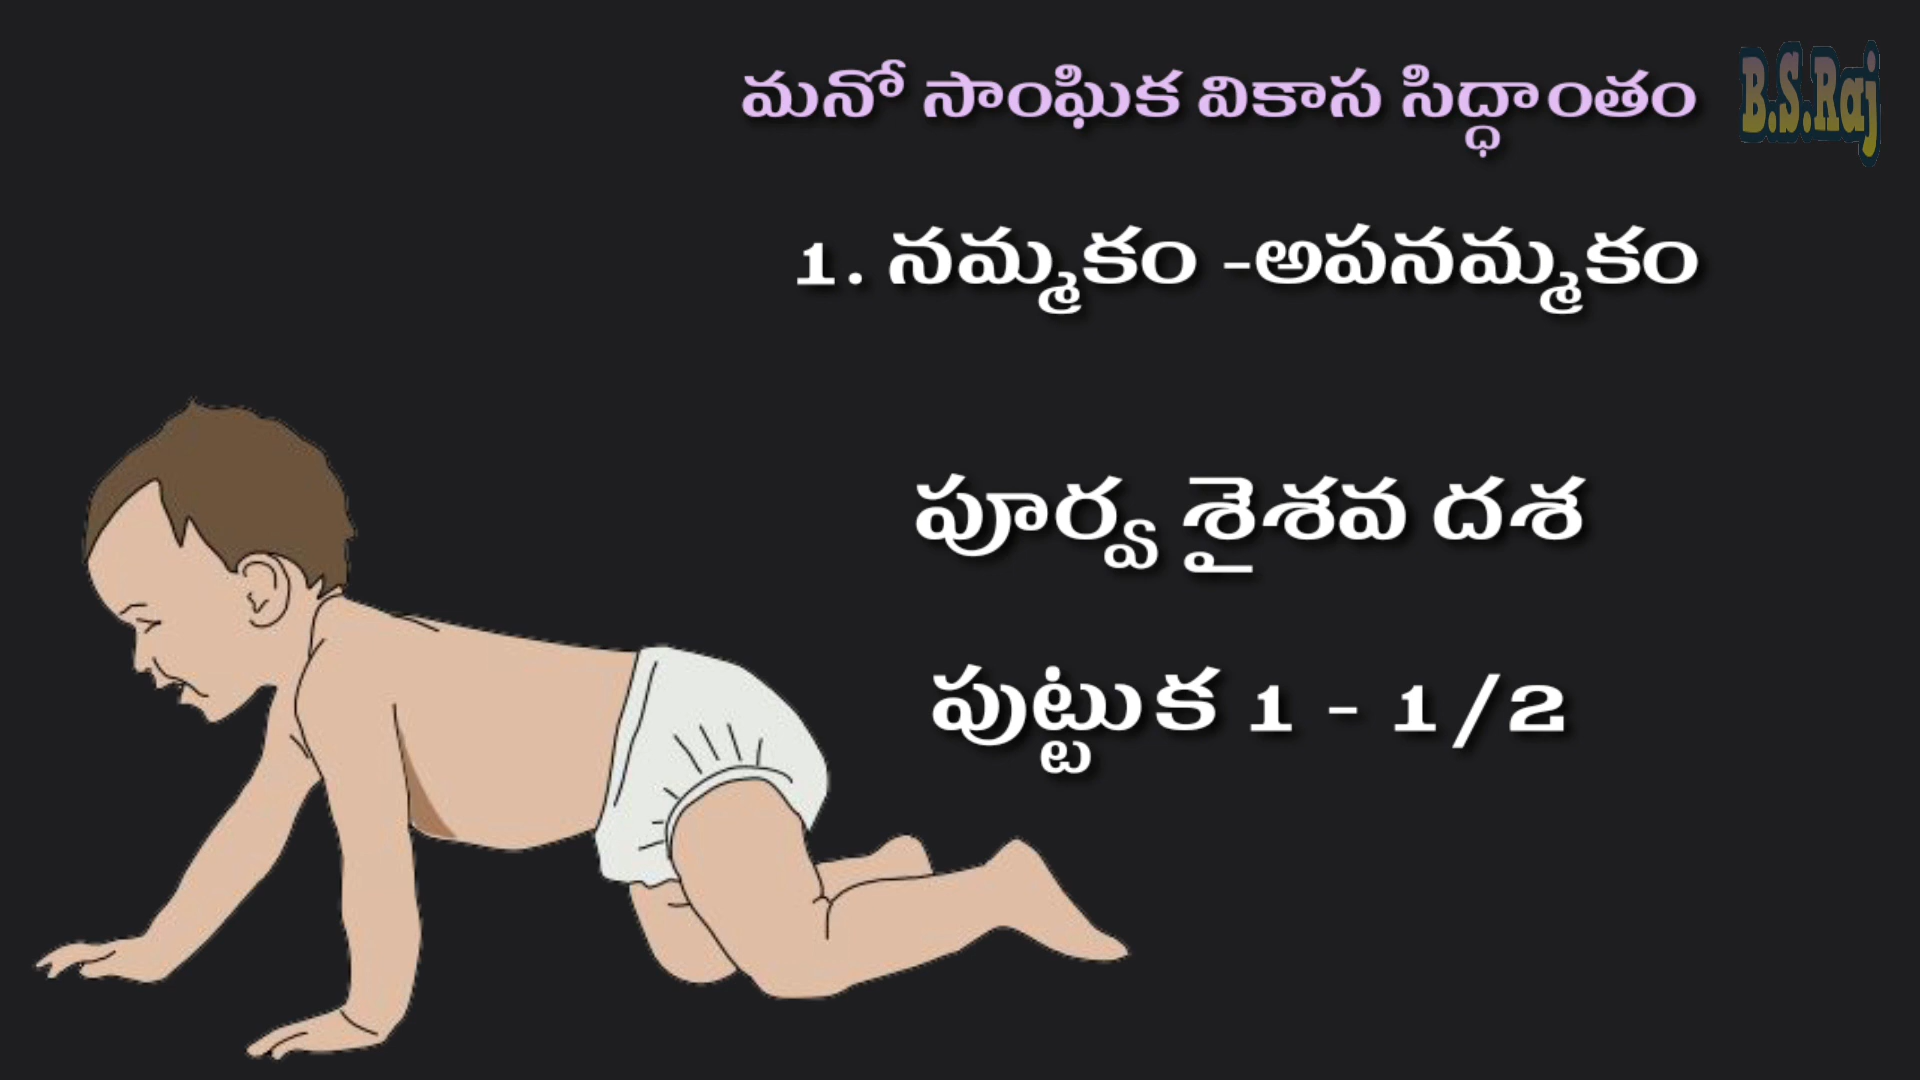 మనో సాంఘిక వికాస సిద్ధాంతం
B.S.Raj
1. నమ్మకం -అపనమ్మకం
పూర్వ శైశవ దశ
పుట్టుక 1 - 1/2